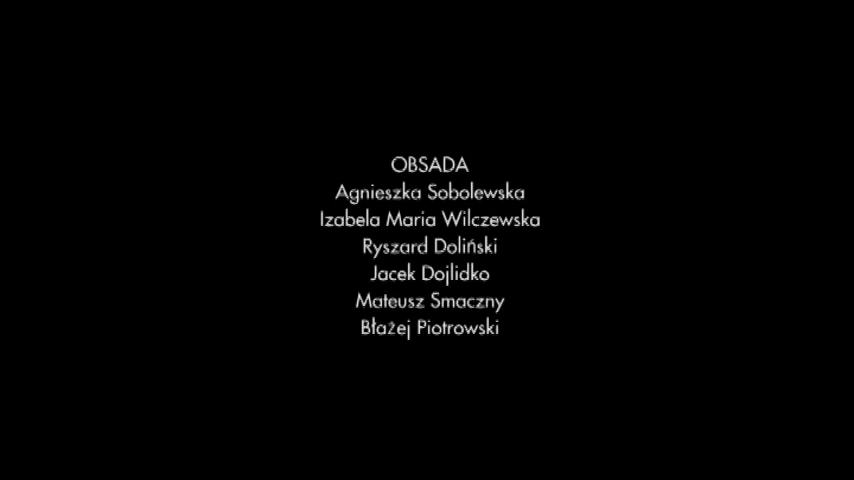 OBSADA
Agnieszka Sobolewska
Izabela Maria Wilczewska
Ryszard Doliński
Jacek Dojlidko
Mateusz Smaczny
Błażej Piotrowski